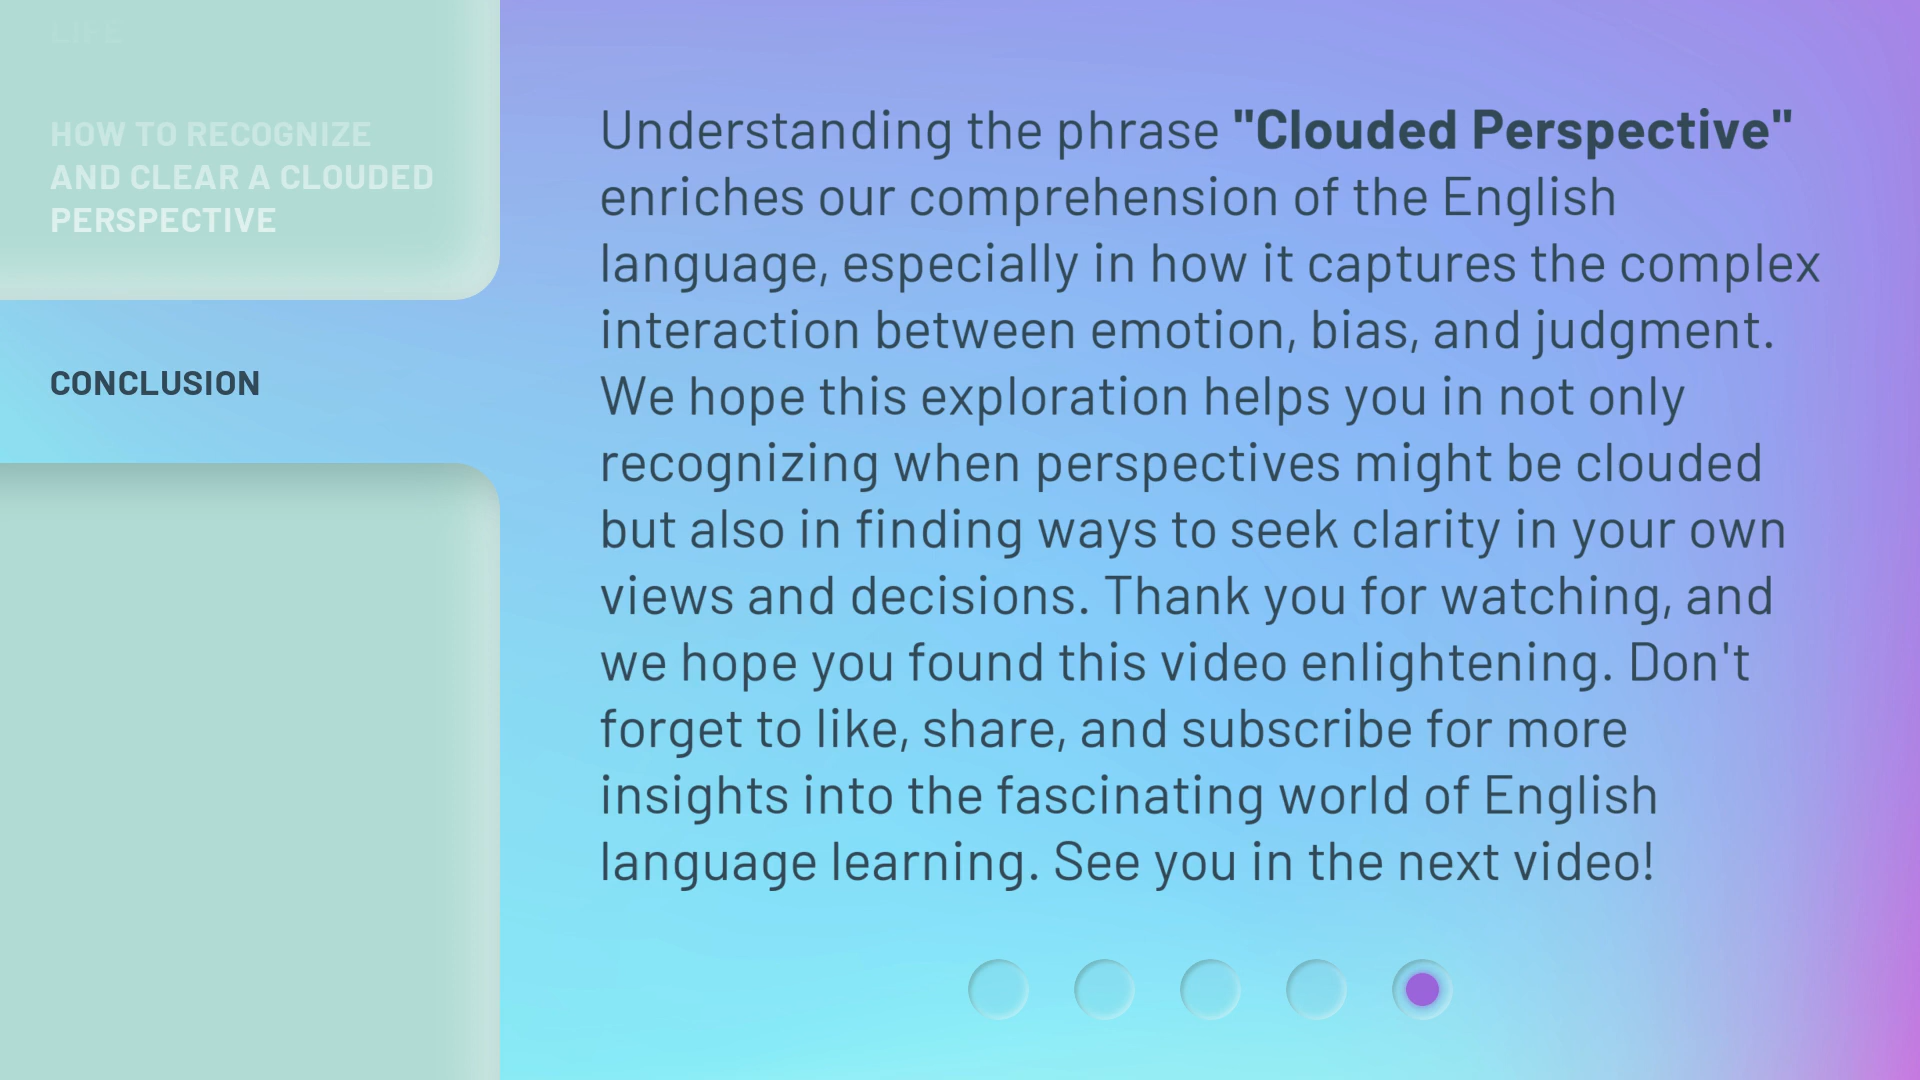 LIFE
HOW TO RECOGNIZE
AND CLEAR A CLOUDED
PERSPECTIVE
CONCLUSION
Understanding the phrase "Clouded Perspective"
enriches our comprehension of the English
language, especially in how it captures the complex
interaction between emotion, bias, and judgment.
We hope this exploration helps you in not only
recognizing when perspectives might be clouded
but also in finding ways to seek clarity in your own
views and decisions. Thank you for watching, and
we hope you found this video enlightening. Don't
forget to like, share, and subscribe for more
insights into the fascinating world of English
language learning. See you in the next video!